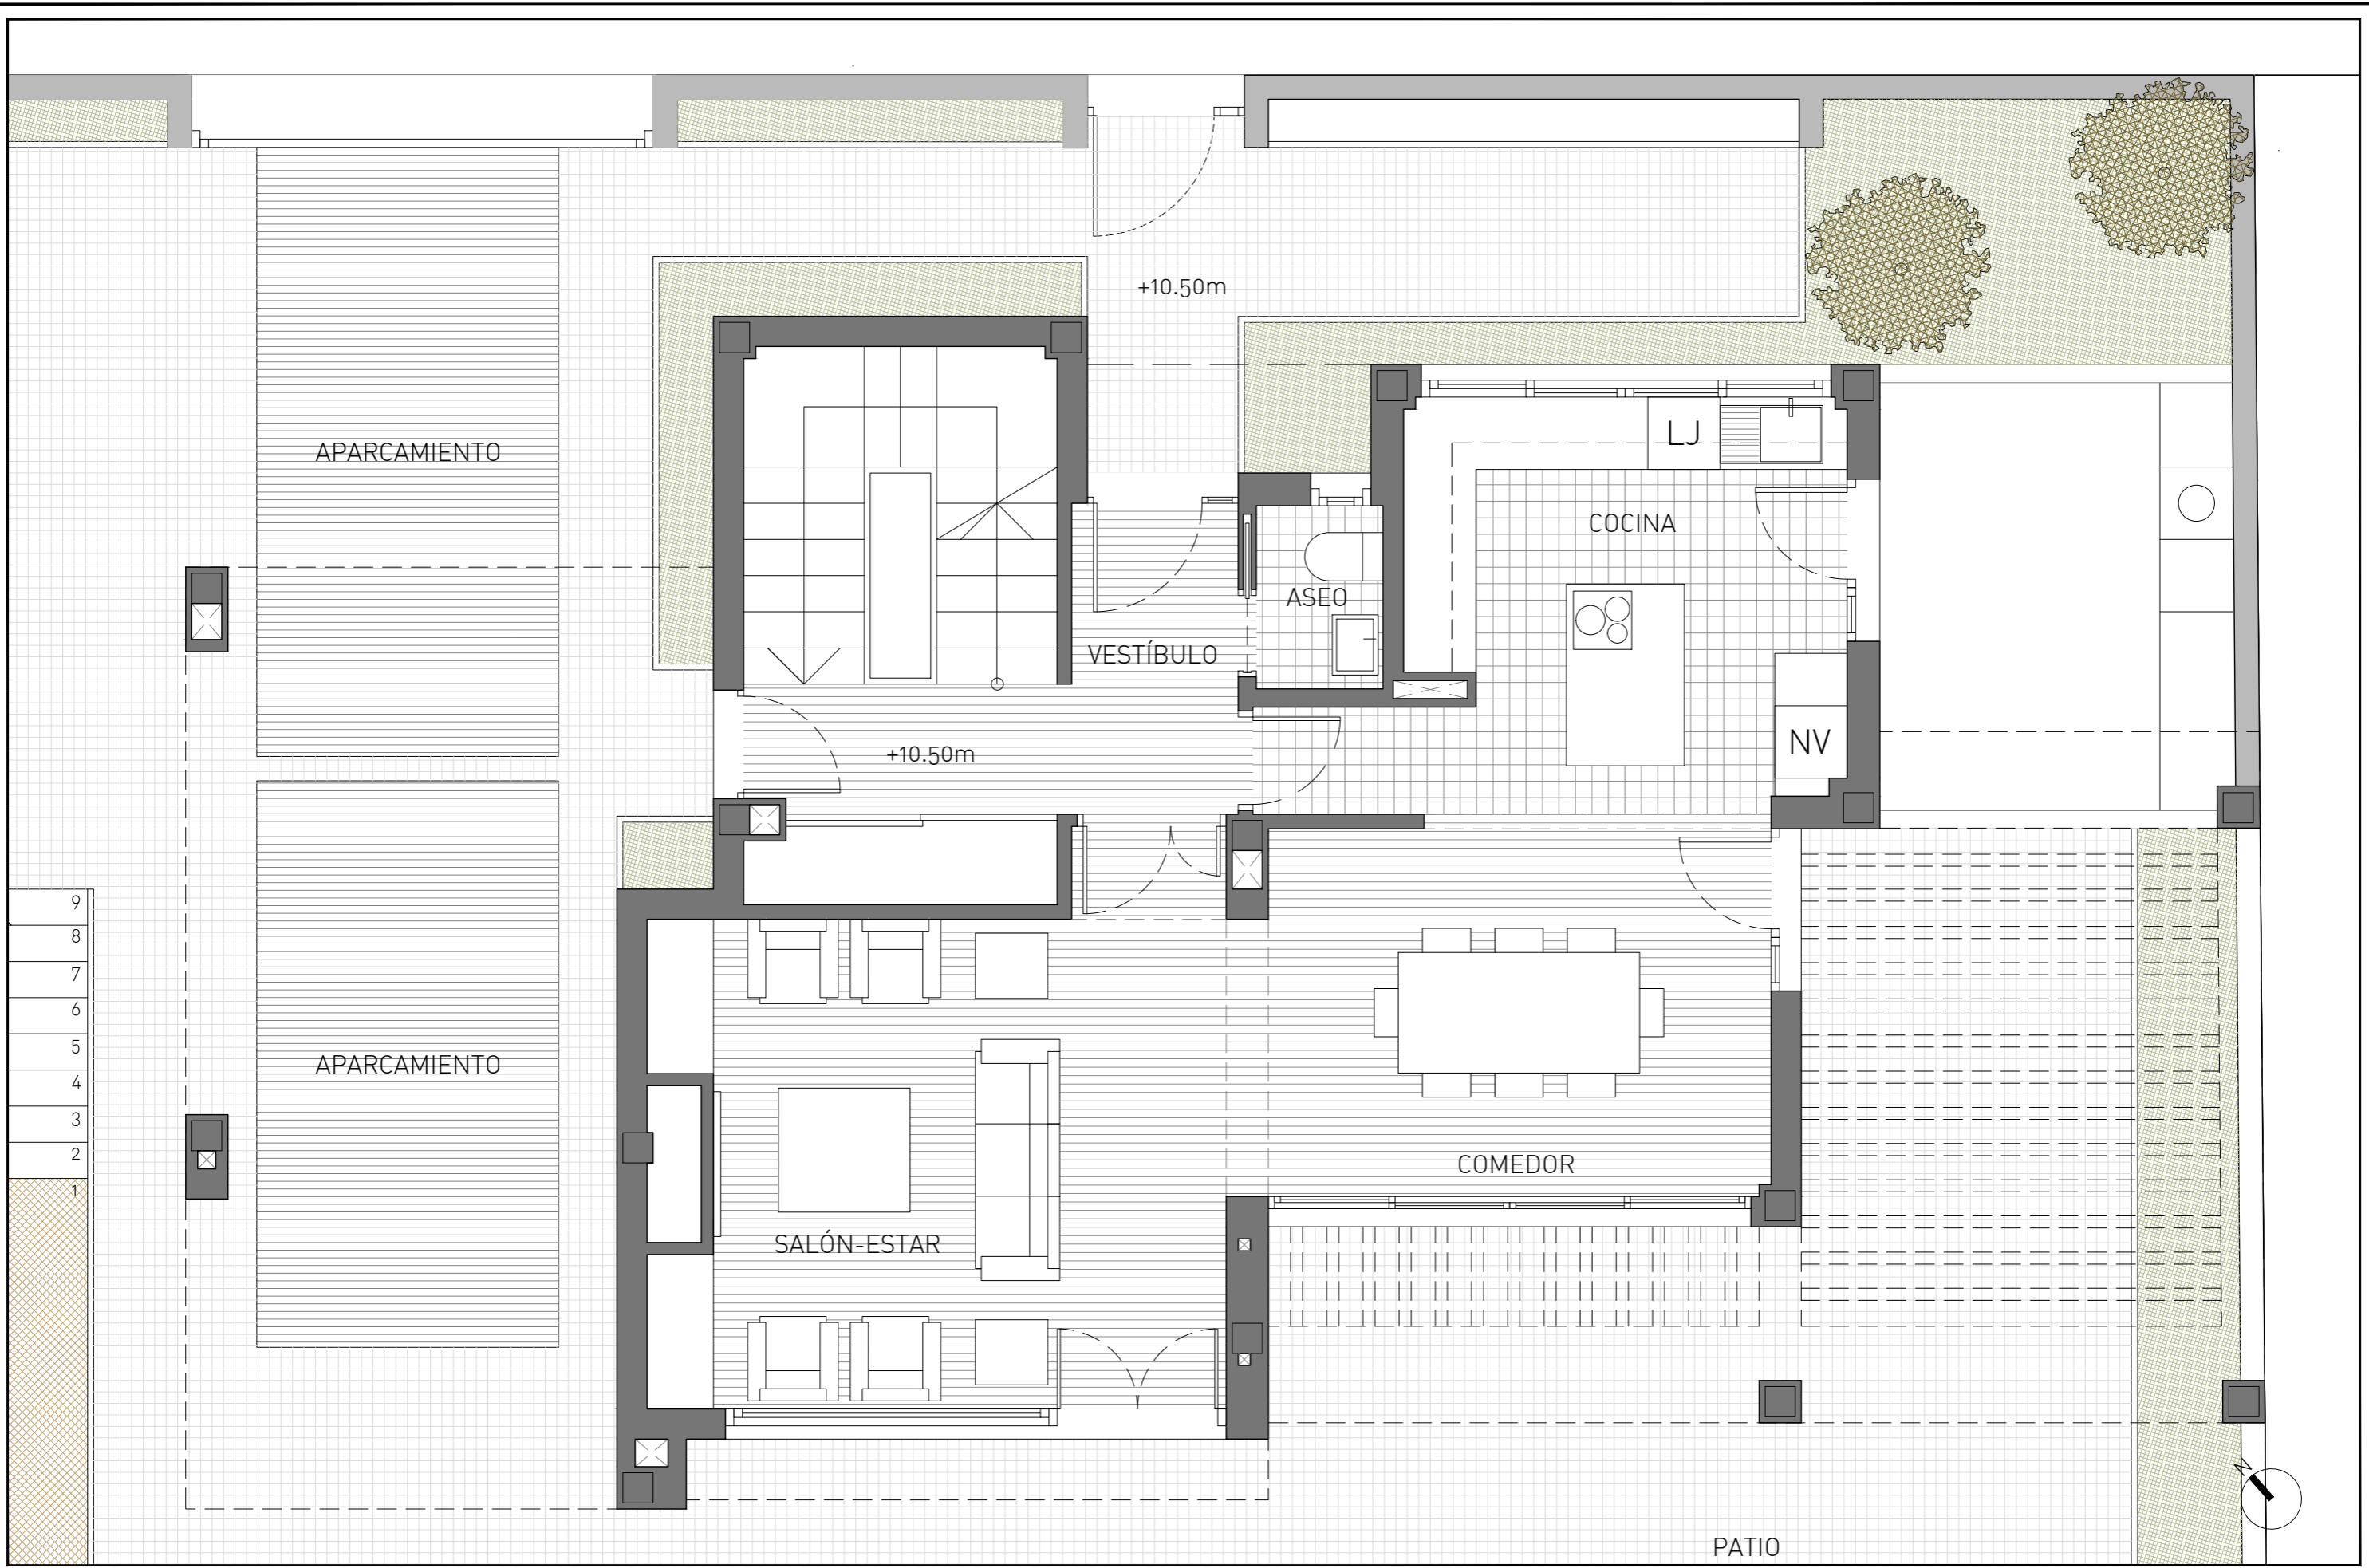 +10.50m
APARCAMIENTO
LJ
COCINA
ASEO
VESTÍBULO
+10.50m
NV
9
8
7
6
5
4
3
2
1
APARCAMIENTO
COMEDOR
SALÓN-ESTAR
N
PATIO